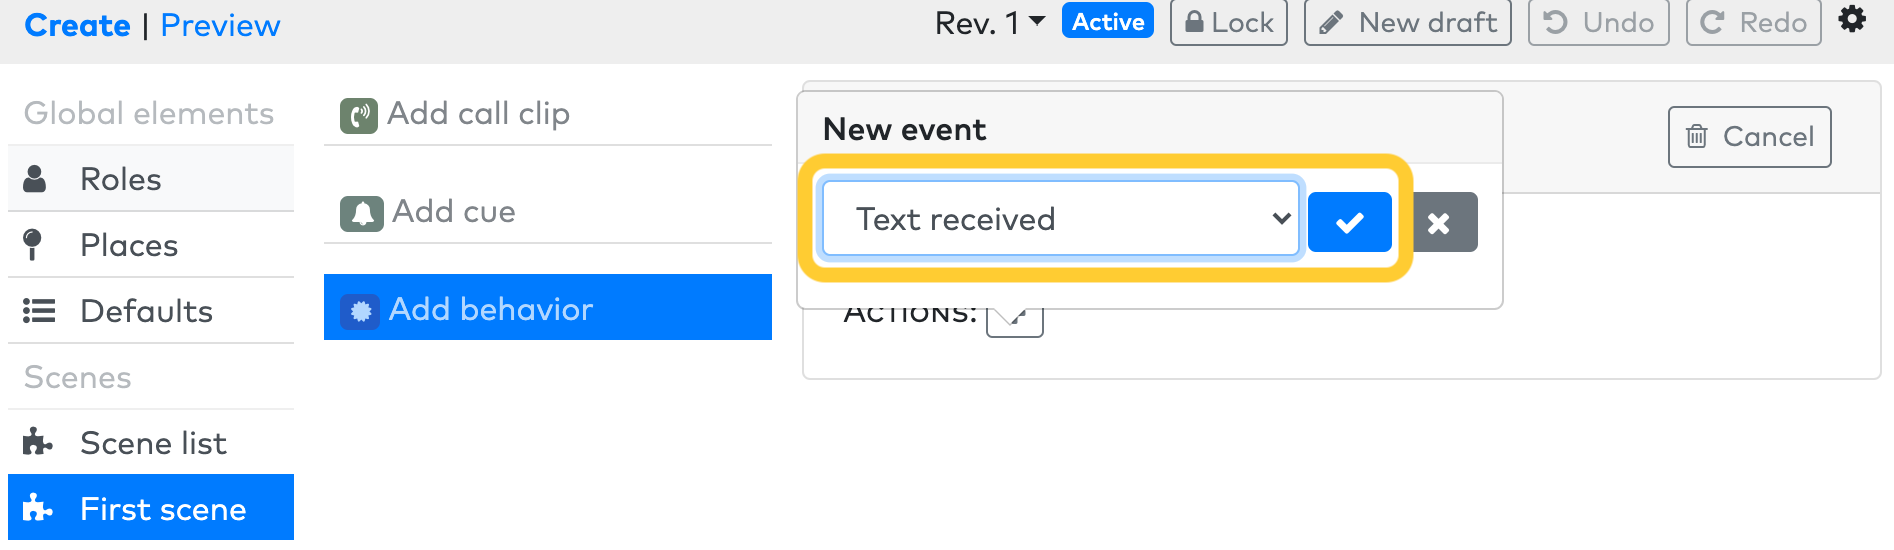 Create | Preview
Rev. 1 Active Lock New draft Undo Redo
Global elements
Roles
Places
Defaults
Scenes
Scene list
First scene
Add call clip
Add cue
Add behavior
New event
Text received
Cancel
Actions: